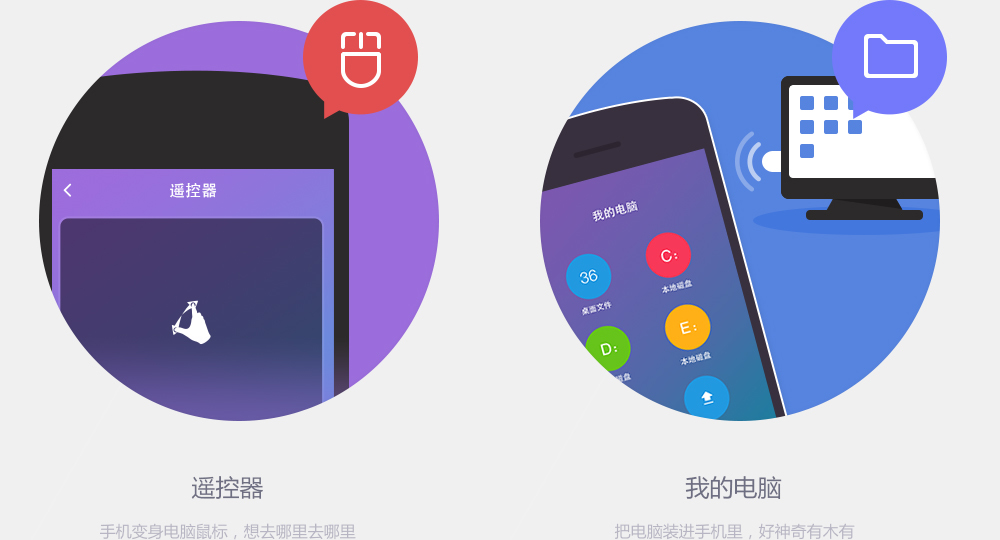 遥控器
我的电脑
36
桌面文件
C:
本地磁盘
D:
磁盘
E:
本地磁盘
遥控器
手机变身电脑鼠标，想去哪里去哪里
我的电脑
把电脑装进手机里，好神奇有木有